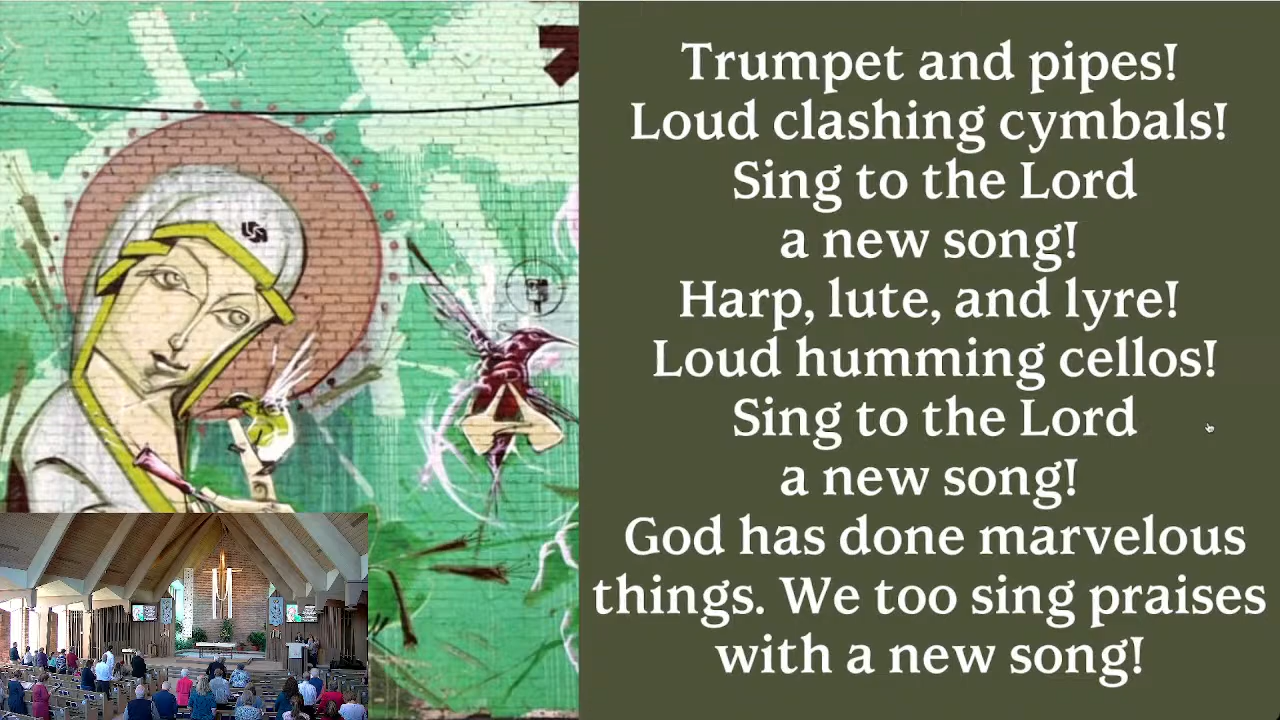 Trumpet and pipes!
Loud clashing cymbals!
Sing to the Lord
a new song!
Harp, lute, and lyre!
Loud humming cellos!
Sing to the Lord
a new song!
God has done marvelous
things. We too sing praises
with a new song!